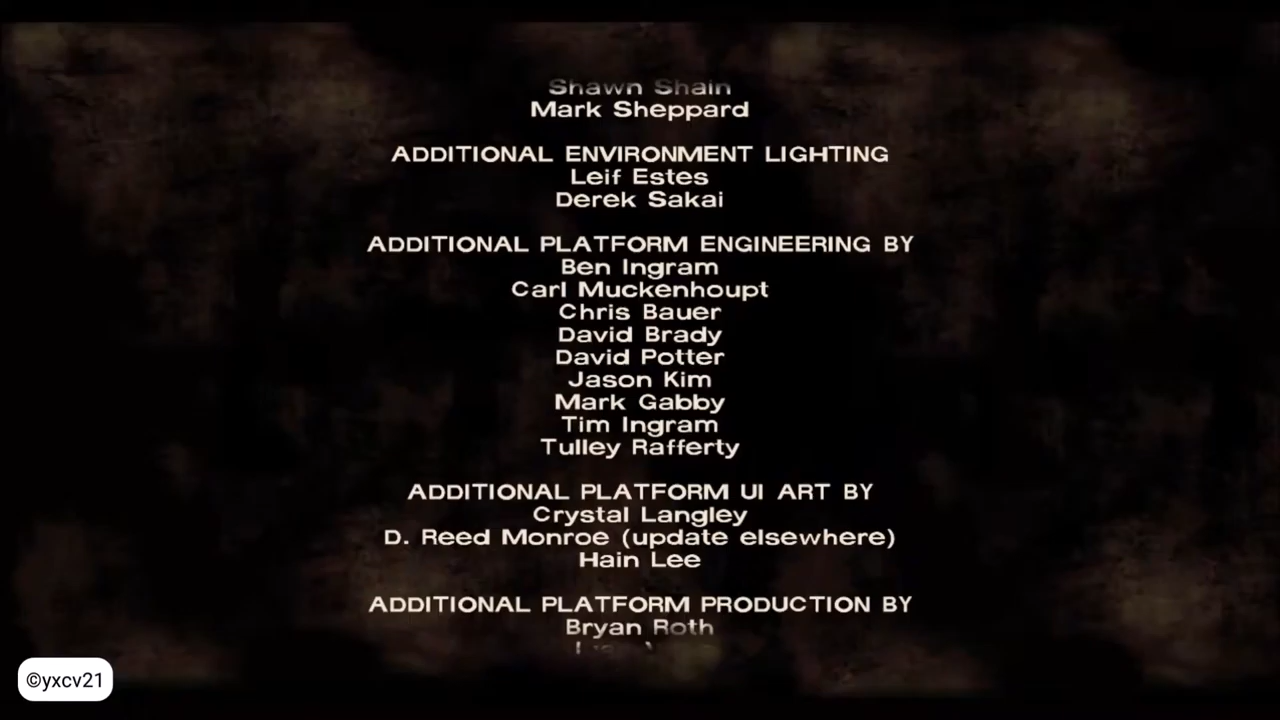 Shawn Shain
Mark Sheppard
ADDITIONAL ENVIRONMENT LIGHTING
Leif Estes
Derek Sakai
ADDITIONAL PLATFORM ENGINEERING BY
Ben Ingram
Carl Muckenhoupt
Chris Bauer
David Brady
David Potter
Jason Kim
Mark Gabby
Tim Ingram
Tulley Rafferty
ADDITIONAL PLATFORM UI ART BY
Crystal Langley
D. Reed Monroe (update elsewhere)
Hain Lee
ADDITIONAL PLATFORM PRODUCTION BY
Bryan Roth
©yxcv21